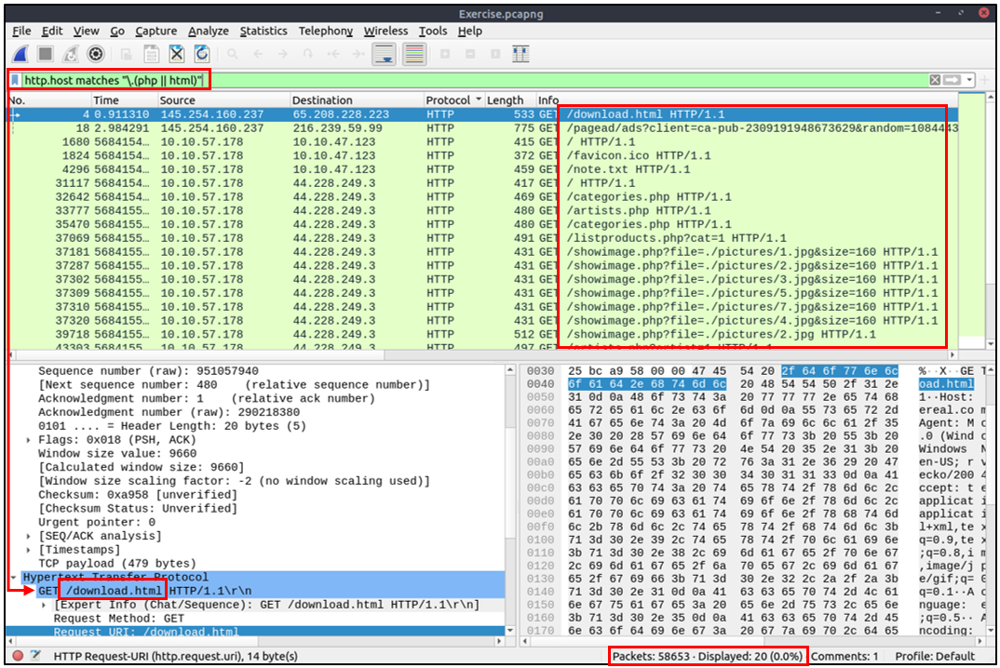 Exercise.pcapng
File Edit View Go Capture Analyze Statistics Telephony Wireless Tools Help
http.host matches "\.(php || html)"
No. Time Source Destination Protocol Length Info
4 0.911310 145.254.160.237 65.208.228.223 HTTP 533 GET /download.html HTTP/1.1
18 2.984291 145.254.160.237 216.239.59.99 HTTP 775 GET /pagead/ads?client=ca-pub-2309191948673629&random=1084443
1680 5684154… 10.10.57.178 10.10.47.123 HTTP 415 GET / HTTP/1.1
1824 5684154… 10.10.57.178 10.10.47.123 HTTP 372 GET /favicon.ico HTTP/1.1
4296 5684154… 10.10.57.178 10.10.47.123 HTTP 459 GET /note.txt HTTP/1.1
31117 5684155… 10.10.57.178 44.228.249.3 HTTP 417 GET / HTTP/1.1
32642 5684155… 10.10.57.178 44.228.249.3 HTTP 469 GET /categories.php HTTP/1.1
33777 5684155… 10.10.57.178 44.228.249.3 HTTP 480 GET /artists.php HTTP/1.1
35470 5684155… 10.10.57.178 44.228.249.3 HTTP 480 GET /categories.php HTTP/1.1
37069 5684155… 10.10.57.178 44.228.249.3 HTTP 491 GET /listproducts.php?cat=1 HTTP/1.1
37181 5684155… 10.10.57.178 44.228.249.3 HTTP 431 GET /showimage.php?file=./pictures/1.jpg&size=160 HTTP/1.1
37287 5684155… 10.10.57.178 44.228.249.3 HTTP 431 GET /showimage.php?file=./pictures/2.jpg&size=160 HTTP/1.1
37302 5684155… 10.10.57.178 44.228.249.3 HTTP 431 GET /showimage.php?file=./pictures/3.jpg&size=160 HTTP/1.1
37309 5684155… 10.10.57.178 44.228.249.3 HTTP 431 GET /showimage.php?file=./pictures/5.jpg&size=160 HTTP/1.1
37310 5684155… 10.10.57.178 44.228.249.3 HTTP 431 GET /showimage.php?file=./pictures/7.jpg&size=160 HTTP/1.1
37320 5684155… 10.10.57.178 44.228.249.3 HTTP 431 GET /showimage.php?file=./pictures/4.jpg&size=160 HTTP/1.1
39718 5684155… 10.10.57.178 44.228.249.3 HTTP 512 GET /showimage.php?file=./pictures/2.jpg HTTP/1.1
43303 5684155… 10.10.57.178 44.228.249.3 HTTP 497 GET /artists.php?artist=1 HTTP/1.1
Sequence number (raw): 951057940
[Next sequence number: 480 (relative sequence number)]
Acknowledgment number: 1 (relative ack number)
Acknowledgment number (raw): 290218380
0101 .... = Header Length: 20 bytes (5)
Flags: 0x018 (PSH, ACK)
Window size value: 9660
[Calculated window size: 9660]
[Window size scaling factor: -2 (no window scaling used)]
Checksum: 0xa958 [unverified]
[Checksum Status: Unverified]
Urgent pointer: 0
[SEQ/ACK analysis]
[Timestamps]
TCP payload (479 bytes)
Hypertext Transfer Protocol
GET /download.html HTTP/1.1\r\n
[Expert Info (Chat/Sequence): GET /download.html HTTP/1.1\r\n]
Request Method: GET
Request URI: /download.html
0030 25 bc a9 58 00 00 47 45 54 20 2f 64 6f 77 6e 6c %··X··GE T
0040 6f 61 64 2e 68 74 6d 6c 20 48 54 54 50 2f 31 2e oad.html
0050 31 0d 0a 48 6f 73 74 3a 20 77 77 77 2e 65 74 68 1··Host:
0060 65 72 65 61 6c 2e 63 6f 6d 0d 0a 55 73 65 72 2d ereal.co m
0070 41 67 65 6e 74 3a 20 4d 6f 7a 69 6c 6c 61 2f 35 Agent: M o
0080 2e 30 20 28 57 69 6e 64 6f 77 73 3b 20 55 3b 20 .0 (Wind o
0090 57 69 6e 64 6f 77 73 20 4e 54 20 35 2e 31 3b 20 Windows N
00a0 65 6e 2d 55 53 3b 20 72 76 3a 31 2e 36 29 20 47 en-US; r v
00b0 65 63 6b 6f 2f 32 30 30 34 30 31 31 33 0d 0a 41 ecko/200 4
00c0 63 63 65 70 74 3a 20 74 65 78 74 2f 78 6d 6c 2c ccept: t e
00d0 61 70 70 6c 69 63 61 74 69 6f 6e 2f 78 6d 6c 2c applicat i
00e0 61 70 70 6c 69 63 61 74 69 6f 6e 2f 78 68 74 6d applicat i
00f0 6c 2b 78 6d 6c 2c 74 65 78 74 2f 68 74 6d 6c 3b l+xml,te x
0100 71 3d 30 2e 39 2c 74 65 78 74 2f 70 6c 61 69 6e q=0.9,te x
0110 3b 71 3d 30 2e 38 2c 69 6d 61 67 65 2f 70 6e 67 ;q=0.8,i m
0120 2c 69 6d 61 67 65 2f 6a 70 65 67 2c 69 6d 61 67 ,image/j p
0130 65 2f 67 69 66 3b 71 3d 30 2e 32 2c 2a 2f 2a 3b e/gif;q= 0
0140 71 3d 30 2e 31 0d 0a 41 63 63 65 70 74 2d 4c 61 q=0.1··A c
0150 6e 67 75 61 67 65 3a 20 65 6e 2d 75 73 2c 65 6e nguage: e
0160 3b 71 3d 30 2e 35 0d 0a 41 63 63 65 70 74 2d 45 ;q=0.5·· A
0170 6e 63 6f 64 69 6e 67 3a 20 67 7a 69 70 2c 64 65 ncoding:
HTTP Request-URI (http.request.uri), 14 byte(s)
Packets: 58653 · Displayed: 20 (0.0%) Comments: 1 Profile: Default